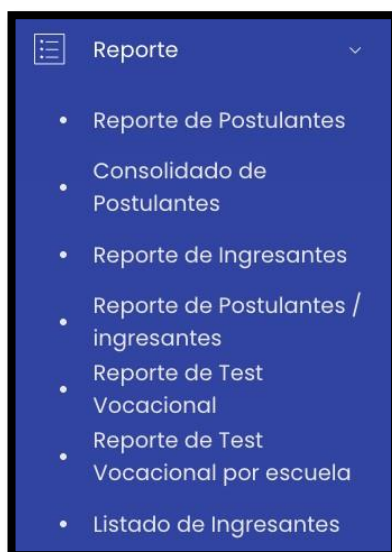 Reporte
Reporte de Postulantes
Consolidado de
Postulantes
Reporte de Ingresantes
Reporte de Postulantes /
ingresantes
Reporte de Test
Vocacional
Reporte de Test
Vocacional por escuela
Listado de Ingresantes